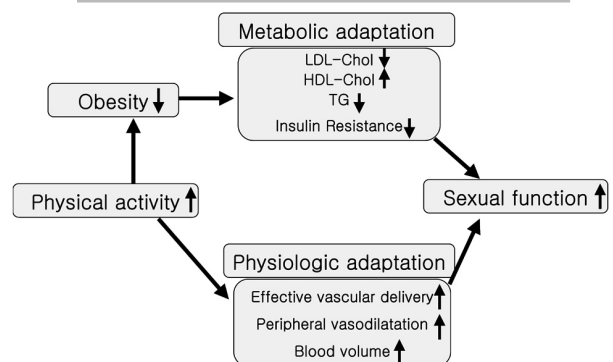 Metabolic adaptation
LDL-Chol
HDL-Chol
TG
Insulin Resistance
Obesity
Physical activity
Sexual function
Physiologic adaptation
Effective vascular delivery
Peripheral vasodilatation
Blood volume